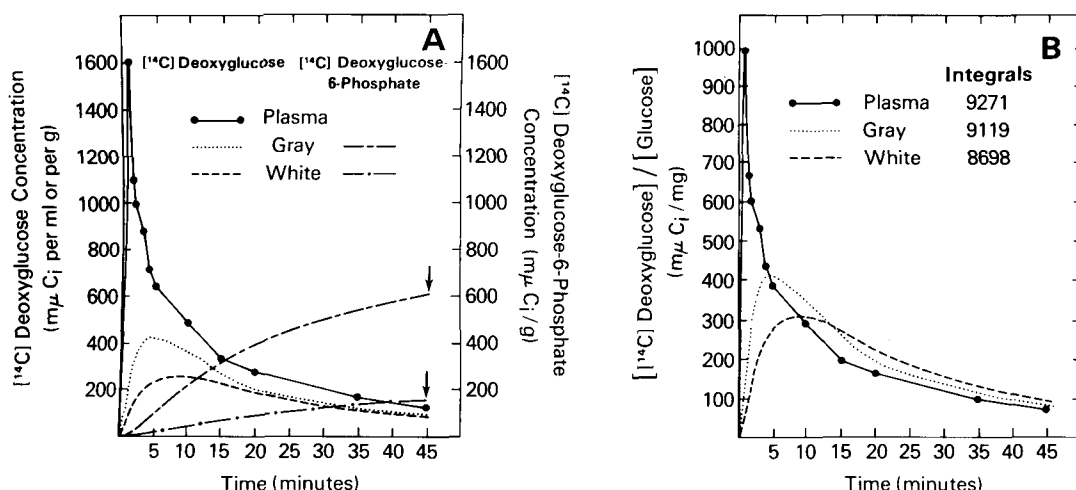 A
[¹⁴C] Deoxyglucose
[¹⁴C] Deoxyglucose-
6-Phosphate
Plasma
Gray
White
[¹⁴C] Deoxyglucose Concentration
(mμ Cᵢ per ml or per g)
1600
1400
1200
1000
800
600
400
200
1600
1400
1200
1000
800
600
400
200
[¹⁴C] Deoxyglucose-6-Phosphate
Concentration (mμ Cᵢ/g)
5 10 15 20 25 30 35 40 45
Time (minutes)
B
Integrals
Plasma 9271
Gray 9119
White 8698
[[¹⁴C] Deoxyglucose] / [Glucose]
(mμ Cᵢ/mg)
1000
900
800
700
600
500
400
300
200
100
5 10 15 20 25 30 35 40 45
Time (minutes)